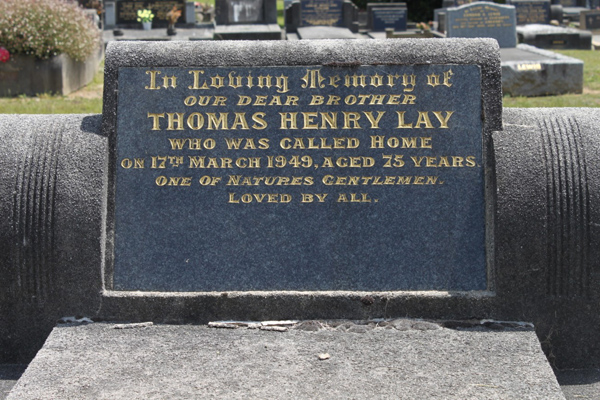 In Loving Memory of
OUR DEAR BROTHER
THOMAS HENRY LAY
WHO WAS CALLED HOME
ON 17TH MARCH 1949, AGED 75 YEARS.
ONE OF NATURES GENTLEMEN.
LOVED BY ALL.